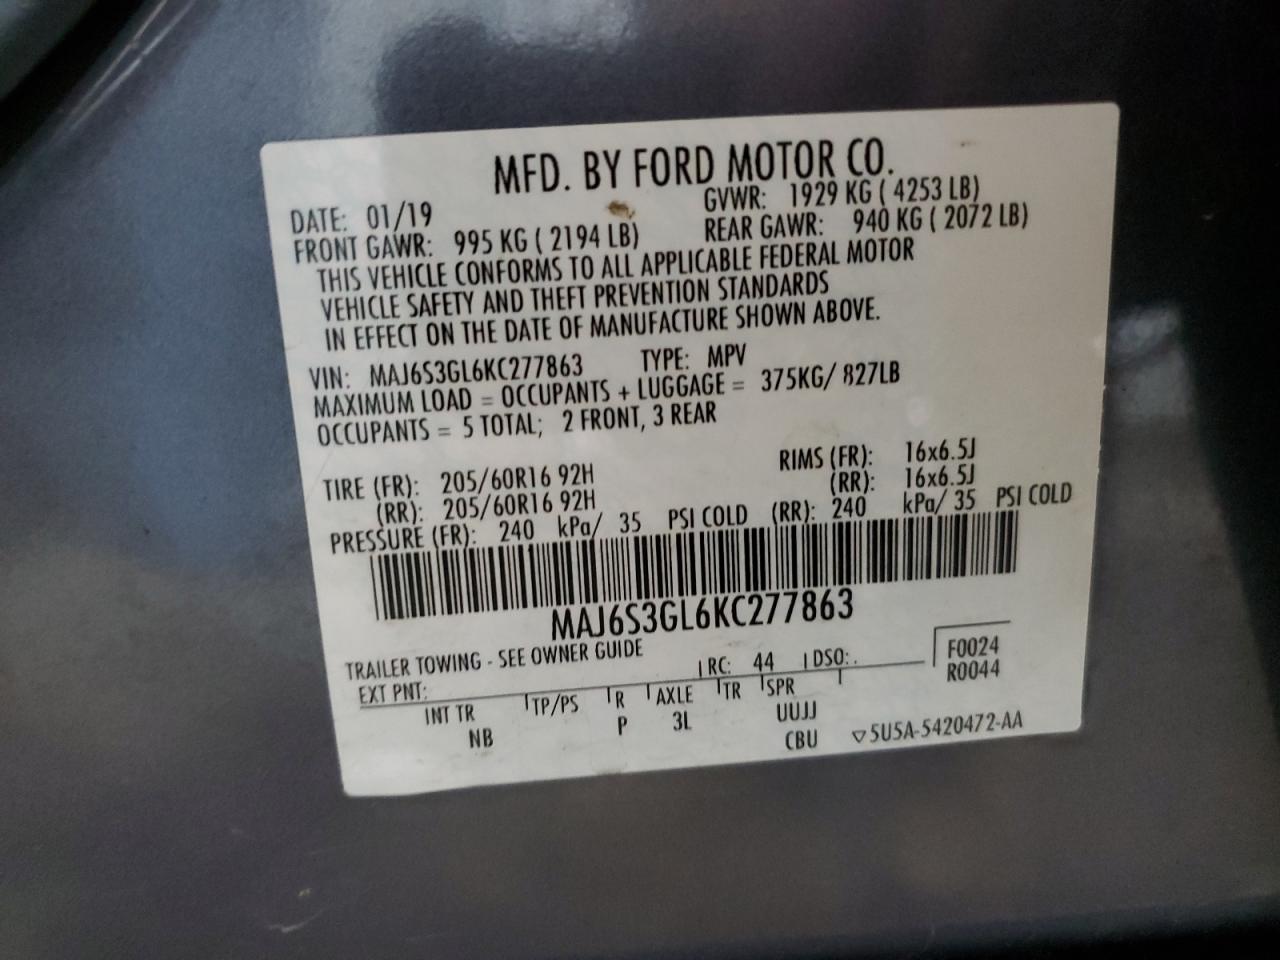 MFD. BY FORD MOTOR CO.
DATE: 01/19 GVWR: 1929 KG ( 4253 LB)
FRONT GAWR: 995 KG ( 2194 LB) REAR GAWR: 940 KG ( 2072 LB)
THIS VEHICLE CONFORMS TO ALL APPLICABLE FEDERAL MOTOR
VEHICLE SAFETY AND THEFT PREVENTION STANDARDS
IN EFFECT ON THE DATE OF MANUFACTURE SHOWN ABOVE.
VIN: MAJ6S3GL6KC277863 TYPE: MPV
MAXIMUM LOAD = OCCUPANTS + LUGGAGE = 375KG/ 827LB
OCCUPANTS = 5 TOTAL; 2 FRONT, 3 REAR
TIRE (FR): 205/60R16 92H RIMS (FR): 16x6.5J
(RR): 205/60R16 92H (RR): 16x6.5J
PRESSURE (FR): 240 kPa/ 35 PSI COLD (RR): 240 kPa/ 35 PSI COLD
MAJ6S3GL6KC277863
TRAILER TOWING - SEE OWNER GUIDE
EXT PNT: RC: 44 DSO: F0024
R0044
INT TR TP/PS R AXLE TR SPR
NB P 3L UUJJ
CBU ▽5U5A-5420472-AA